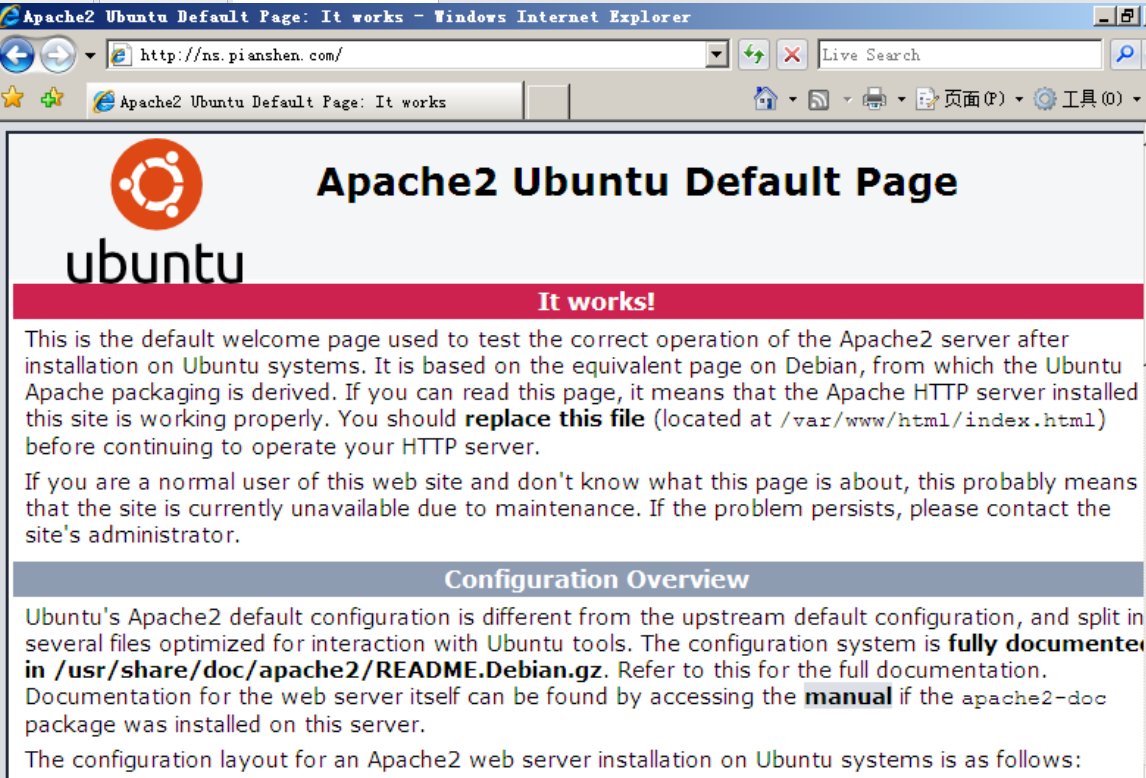 Apache2 Ubuntu Default Page: It works - Windows Internet Explorer
http://ns.pianshen.com/
Live Search
Apache2 Ubuntu Default Page: It works
页面(P)
工具(O)
ubuntu
Apache2 Ubuntu Default Page
It works!
This is the default welcome page used to test the correct operation of the Apache2 server after
installation on Ubuntu systems. It is based on the equivalent page on Debian, from which the Ubuntu
Apache packaging is derived. If you can read this page, it means that the Apache HTTP server installed
this site is working properly. You should replace this file (located at /var/www/html/index.html)
before continuing to operate your HTTP server.
If you are a normal user of this web site and don't know what this page is about, this probably means
that the site is currently unavailable due to maintenance. If the problem persists, please contact the
site's administrator.
Configuration Overview
Ubuntu's Apache2 default configuration is different from the upstream default configuration, and split in
several files optimized for interaction with Ubuntu tools. The configuration system is fully documented
in /usr/share/doc/apache2/README.Debian.gz. Refer to this for the full documentation.
Documentation for the web server itself can be found by accessing the manual if the apache2-doc
package was installed on this server.
The configuration layout for an Apache2 web server installation on Ubuntu systems is as follows: